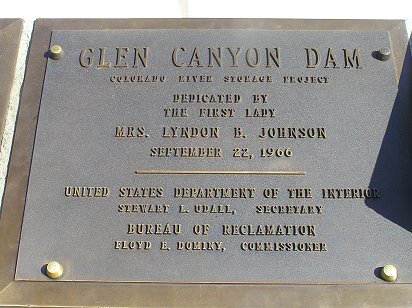 GLEN CANYON DAM
COLORADO RIVER STORAGE PROJECT
DEDICATED BY
THE FIRST LADY
MRS. LYNDON B. JOHNSON
SEPTEMBER 22, 1966
UNITED STATES DEPARTMENT OF THE INTERIOR
STEWART L. UDALL, SECRETARY
BUREAU OF RECLAMATION
FLOYD E. DOMINY, COMMISSIONER